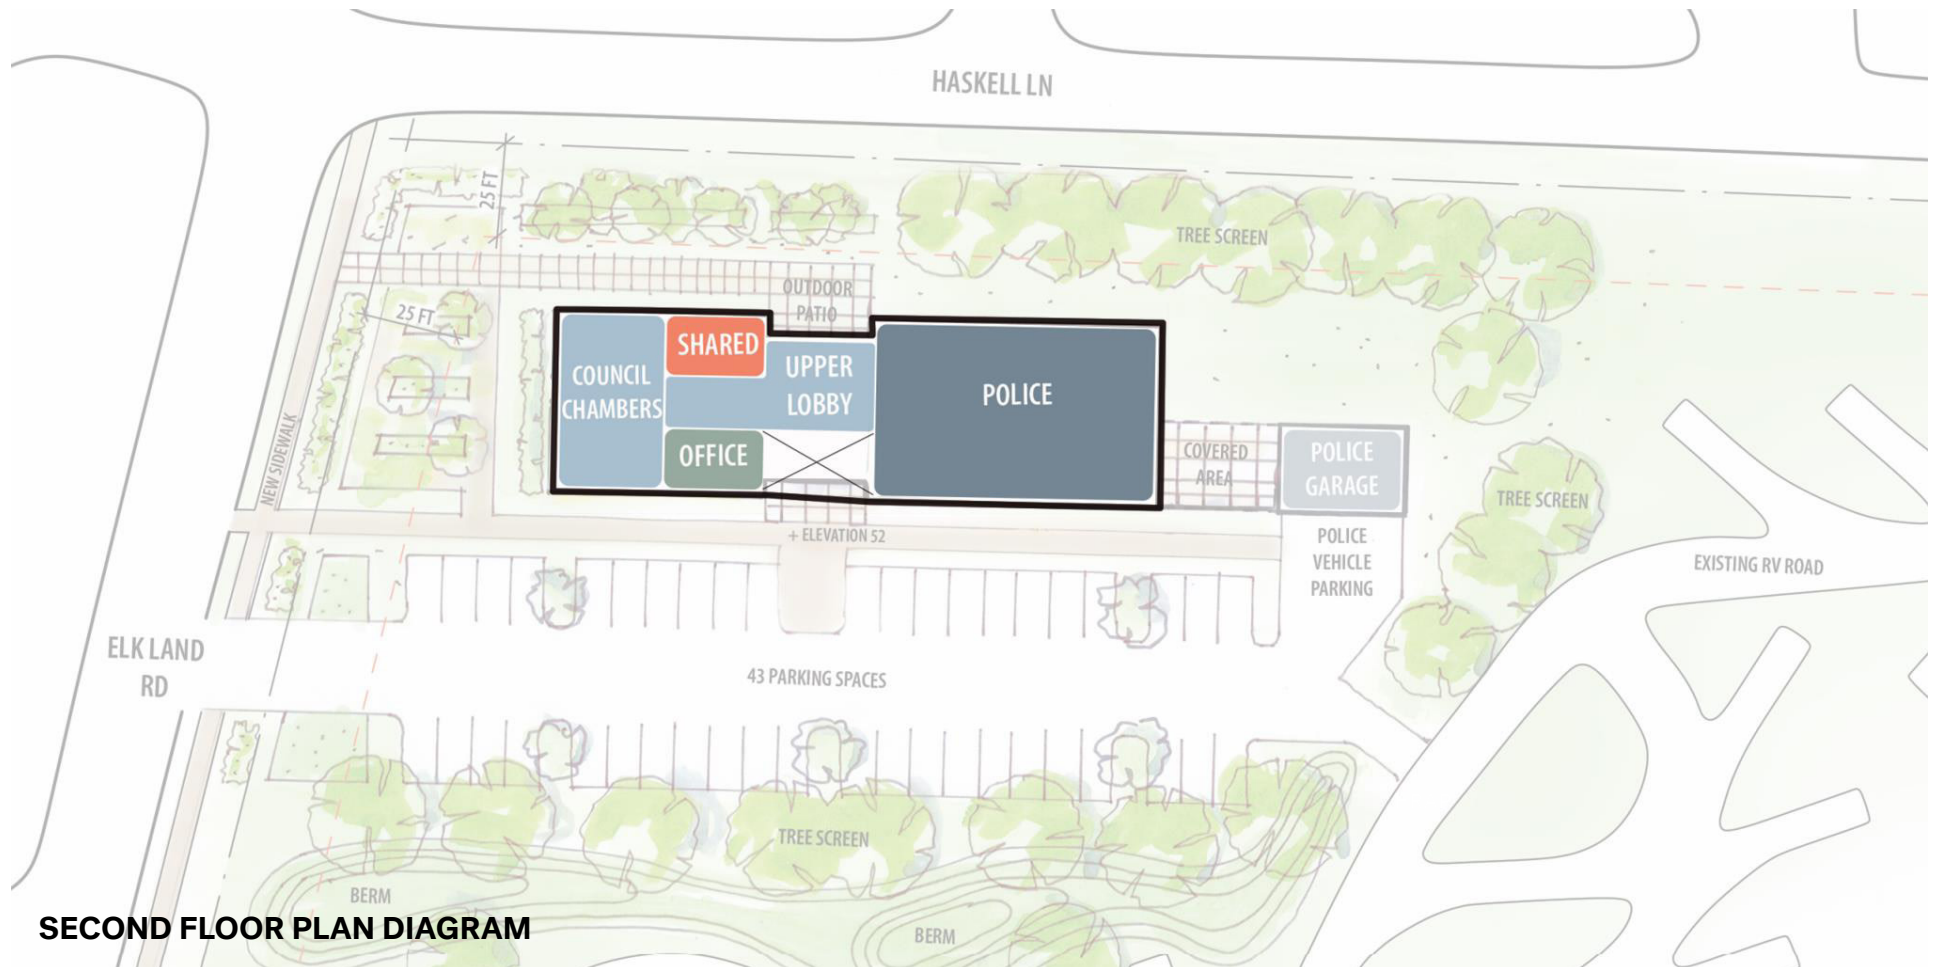 HASKELL LN
25 FT
TREE SCREEN
OUTDOOR
PATIO
25 FT
SHARED
COUNCIL
CHAMBERS
UPPER
LOBBY
POLICE
OFFICE
COVERED
AREA
POLICE
GARAGE
NEW SIDEWALK
TREE SCREEN
+ ELEVATION 52
POLICE
VEHICLE
PARKING
EXISTING RV ROAD
ELK LAND
RD
43 PARKING SPACES
TREE SCREEN
BERM
BERM
SECOND FLOOR PLAN DIAGRAM